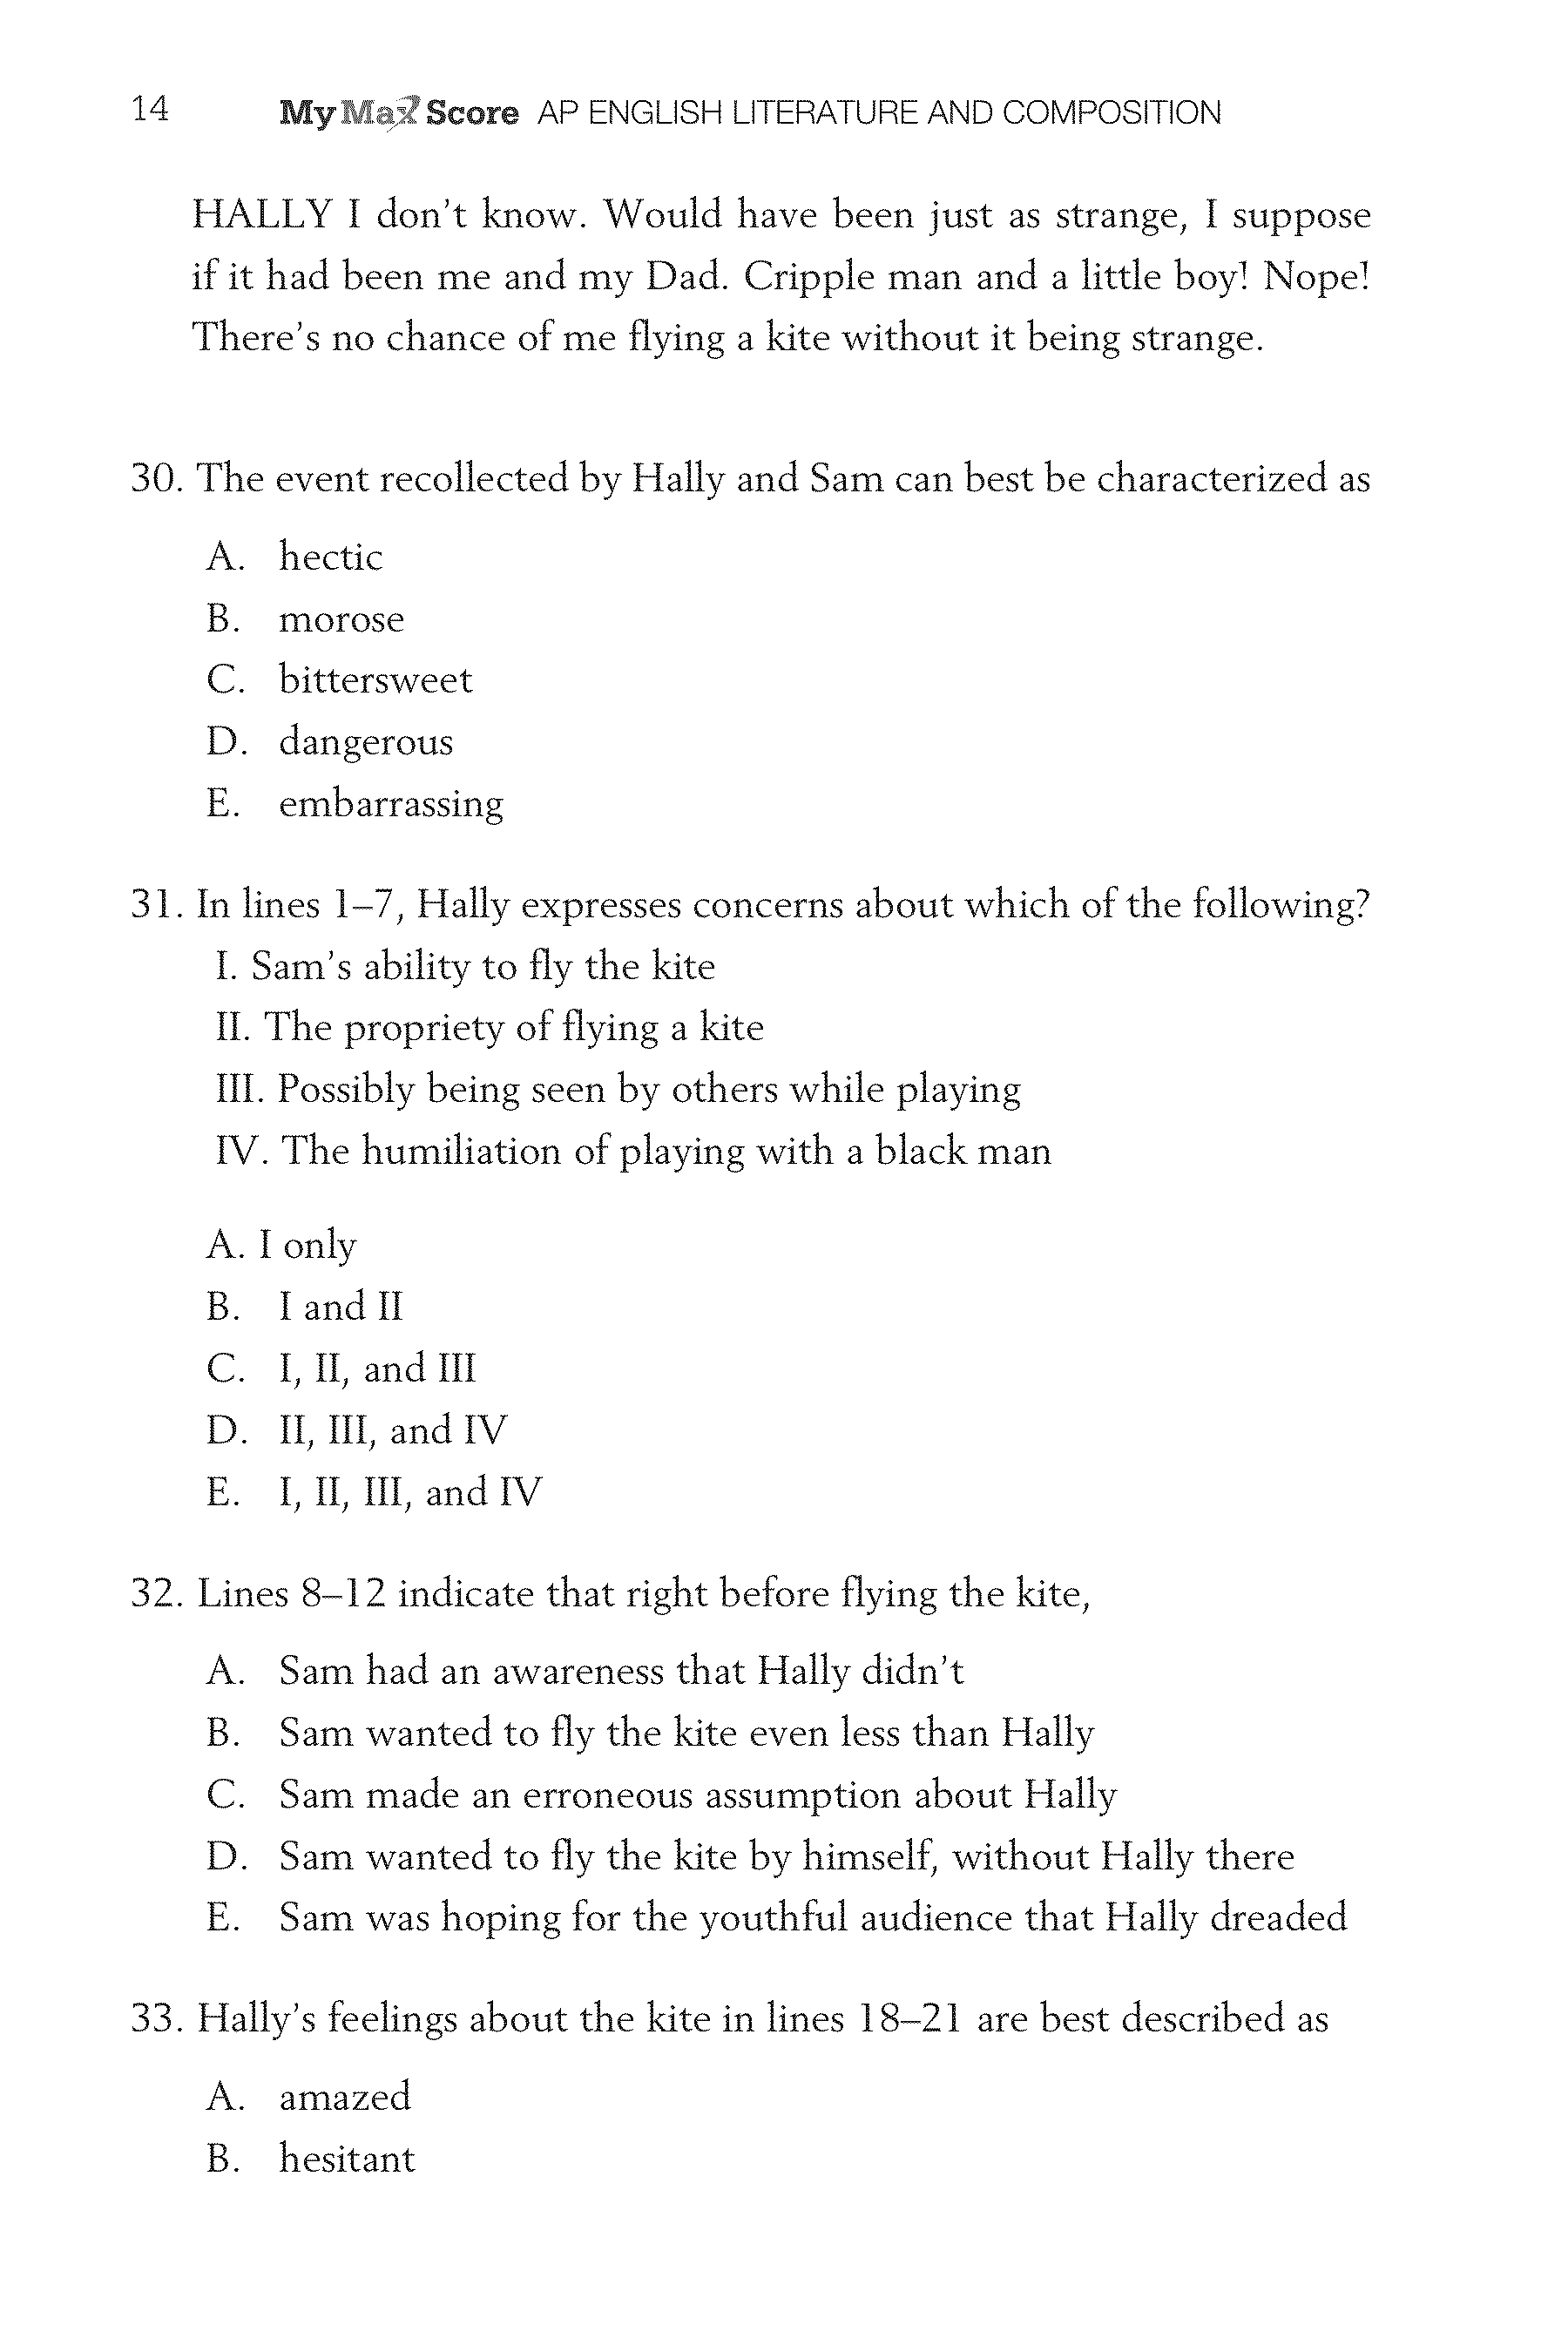 14 MyMaxScore AP ENGLISH LITERATURE AND COMPOSITION
HALLY I don't know. Would have been just as strange, I suppose
if it had been me and my Dad. Cripple man and a little boy! Nope!
There's no chance of me flying a kite without it being strange.
30. The event recollected by Hally and Sam can best be characterized as
A. hectic
B. morose
C. bittersweet
D. dangerous
E. embarrassing
31. In lines 1–7, Hally expresses concerns about which of the following?
I. Sam's ability to fly the kite
II. The propriety of flying a kite
III. Possibly being seen by others while playing
IV. The humiliation of playing with a black man
A. I only
B. I and II
C. I, II, and III
D. II, III, and IV
E. I, II, III, and IV
32. Lines 8–12 indicate that right before flying the kite,
A. Sam had an awareness that Hally didn't
B. Sam wanted to fly the kite even less than Hally
C. Sam made an erroneous assumption about Hally
D. Sam wanted to fly the kite by himself, without Hally there
E. Sam was hoping for the youthful audience that Hally dreaded
33. Hally's feelings about the kite in lines 18–21 are best described as
A. amazed
B. hesitant